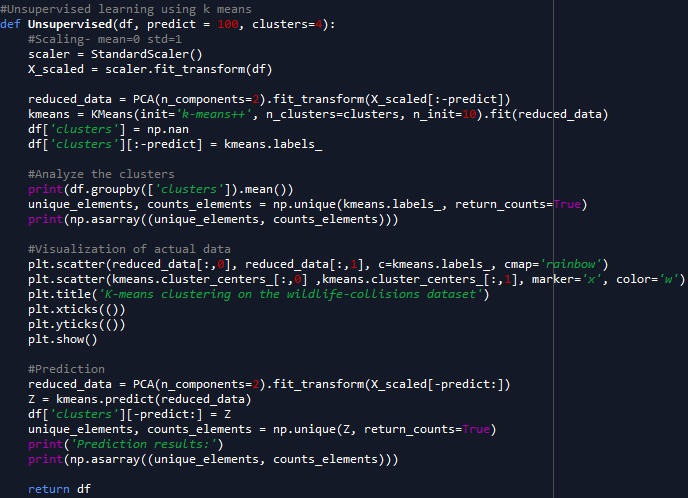 #Unsupervised learning using k means
def Unsupervised(df, predict = 100, clusters=4):
    #Scaling- mean=0 std=1
    scaler = StandardScaler()
    X_scaled = scaler.fit_transform(df)

    reduced_data = PCA(n_components=2).fit_transform(X_scaled[:-predict])
    kmeans = KMeans(init='k-means++', n_clusters=clusters, n_init=10).fit(reduced_data)
    df['clusters'] = np.nan
    df['clusters'][:-predict] = kmeans.labels_

    #Analyze the clusters
    print(df.groupby(['clusters']).mean())
    unique_elements, counts_elements = np.unique(kmeans.labels_, return_counts=True)
    print(np.asarray((unique_elements, counts_elements)))

    #Visualization of actual data
    plt.scatter(reduced_data[:,0], reduced_data[:,1], c=kmeans.labels_, cmap='rainbow')
    plt.scatter(kmeans.cluster_centers_[:,0] ,kmeans.cluster_centers_[:,1], marker='x', color='w')
    plt.title('K-means clustering on the wildlife-collisions dataset')
    plt.xticks(())
    plt.yticks(())
    plt.show()

    #Prediction
    reduced_data = PCA(n_components=2).fit_transform(X_scaled[-predict:])
    Z = kmeans.predict(reduced_data)
    df['clusters'][-predict:] = Z
    unique_elements, counts_elements = np.unique(Z, return_counts=True)
    print('Prediction results:')
    print(np.asarray((unique_elements, counts_elements)))

    return df